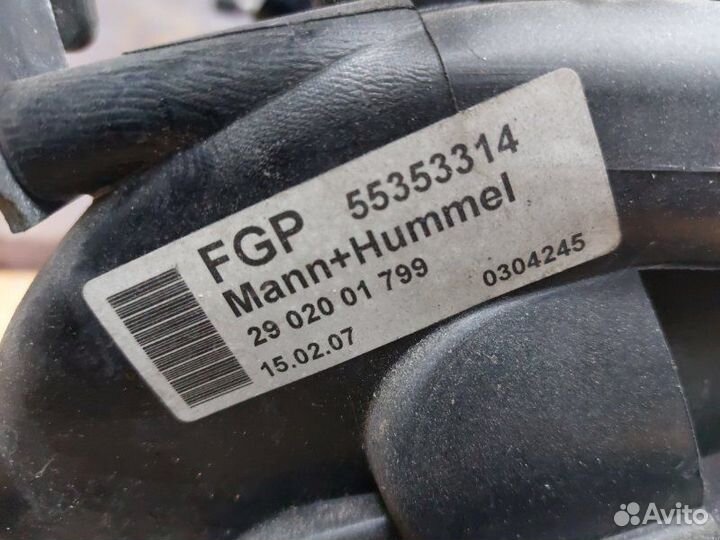 FGP 55353314
Mann+Hummel
29 020 01 799 0304245
15.02.07
Avito